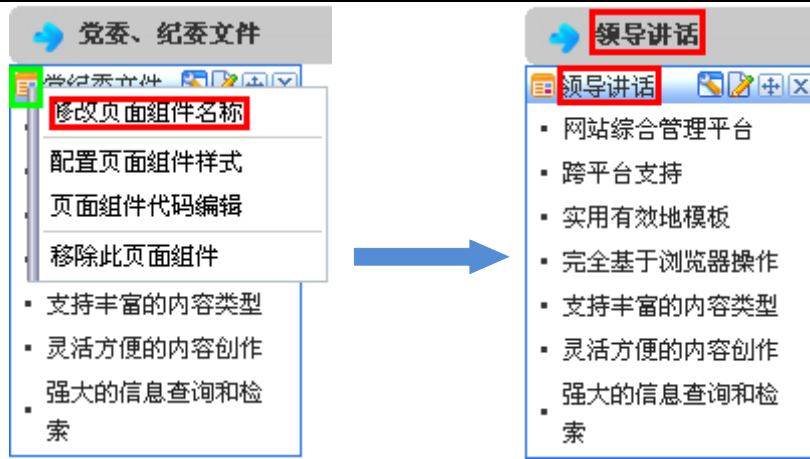 党委、纪委文件
党纪委文件
修改页面组件名称
配置页面组件样式
页面组件代码编辑
移除此页面组件
支持丰富的内容类型
灵活方便的内容创作
强大的信息查询和检
索
领导讲话
领导讲话
网站综合管理平台
跨平台支持
实用有效地模板
完全基于浏览器操作
支持丰富的内容类型
灵活方便的内容创作
强大的信息查询和检
索